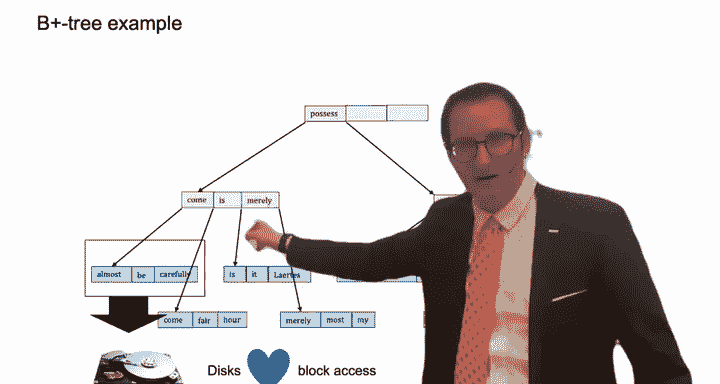 B+-tree example
possess
come is merely
almost be carefully
is it Laertes
come fair hour
merely most my
Disks block access